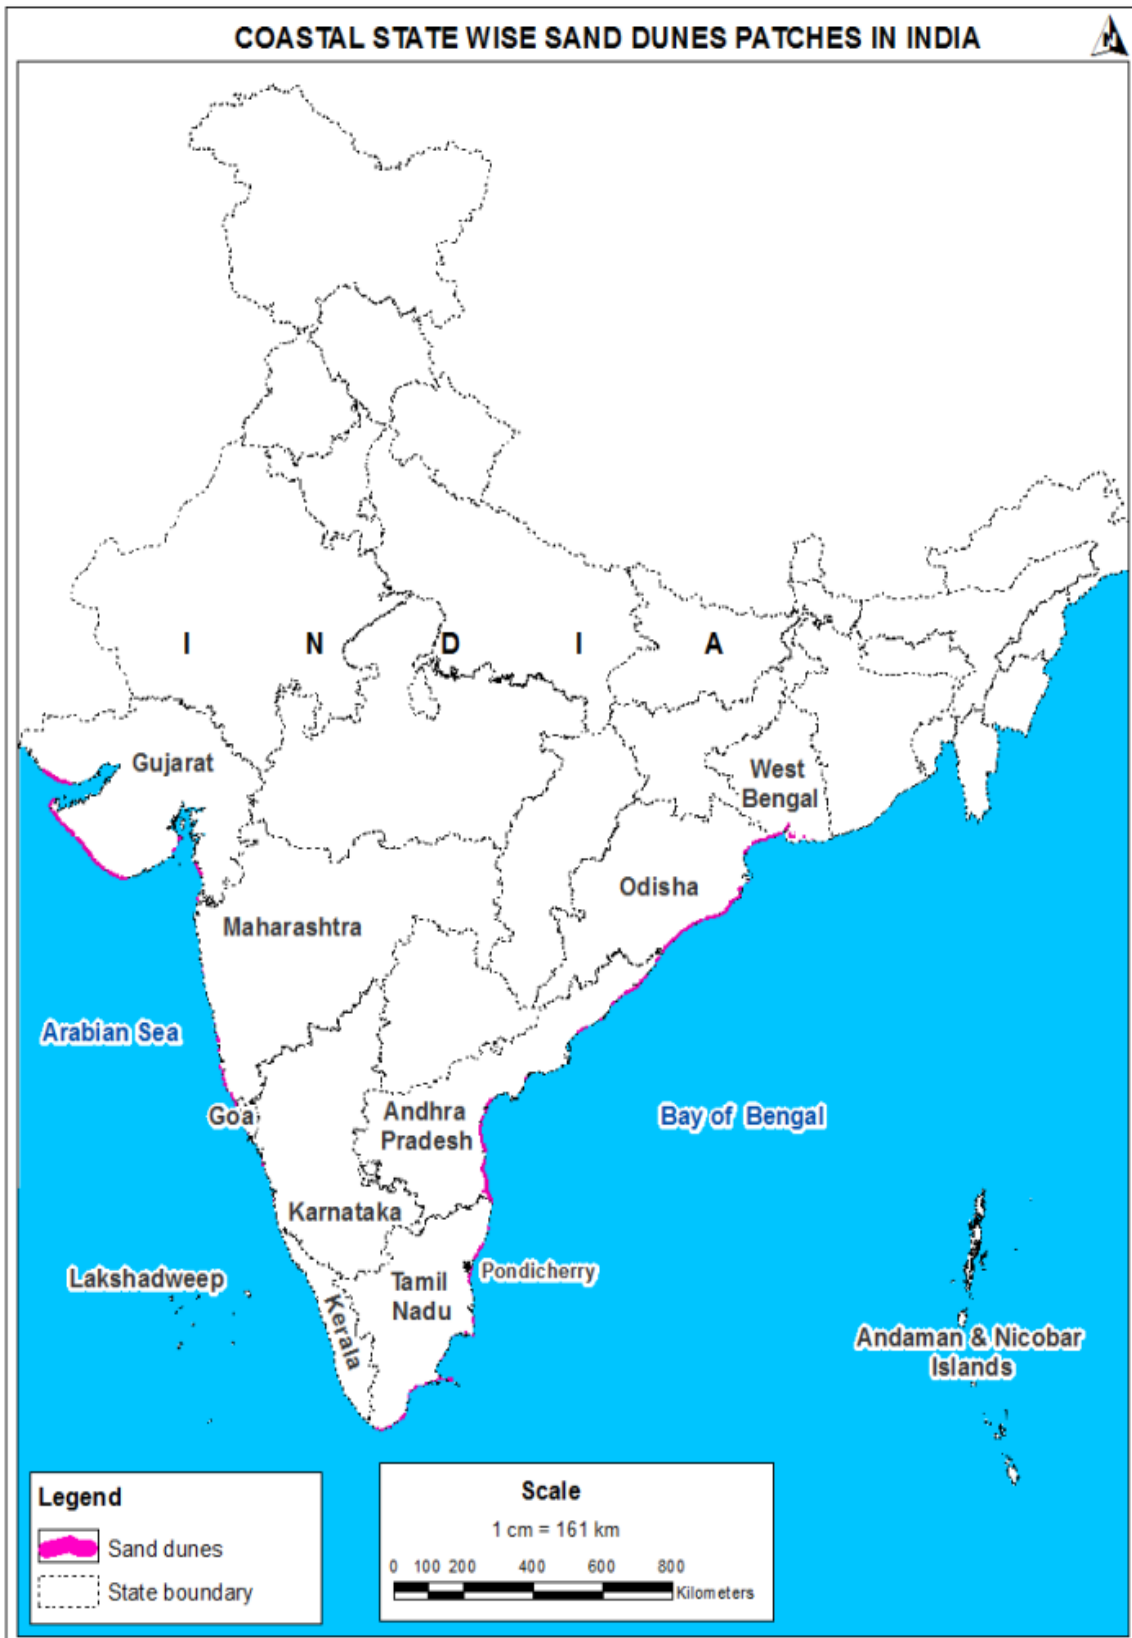 COASTAL STATE WISE SAND DUNES PATCHES IN INDIA
N
I N D I A
Gujarat
West
Bengal
Odisha
Maharashtra
Arabian Sea
Goa
Andhra
Pradesh
Bay of Bengal
Karnataka
Lakshadweep
Tamil
Nadu
Pondicherry
Kerala
Andaman & Nicobar
Islands
Legend
Sand dunes
State boundary
Scale
1 cm = 161 km
0 100 200 400 600 800
Kilometers